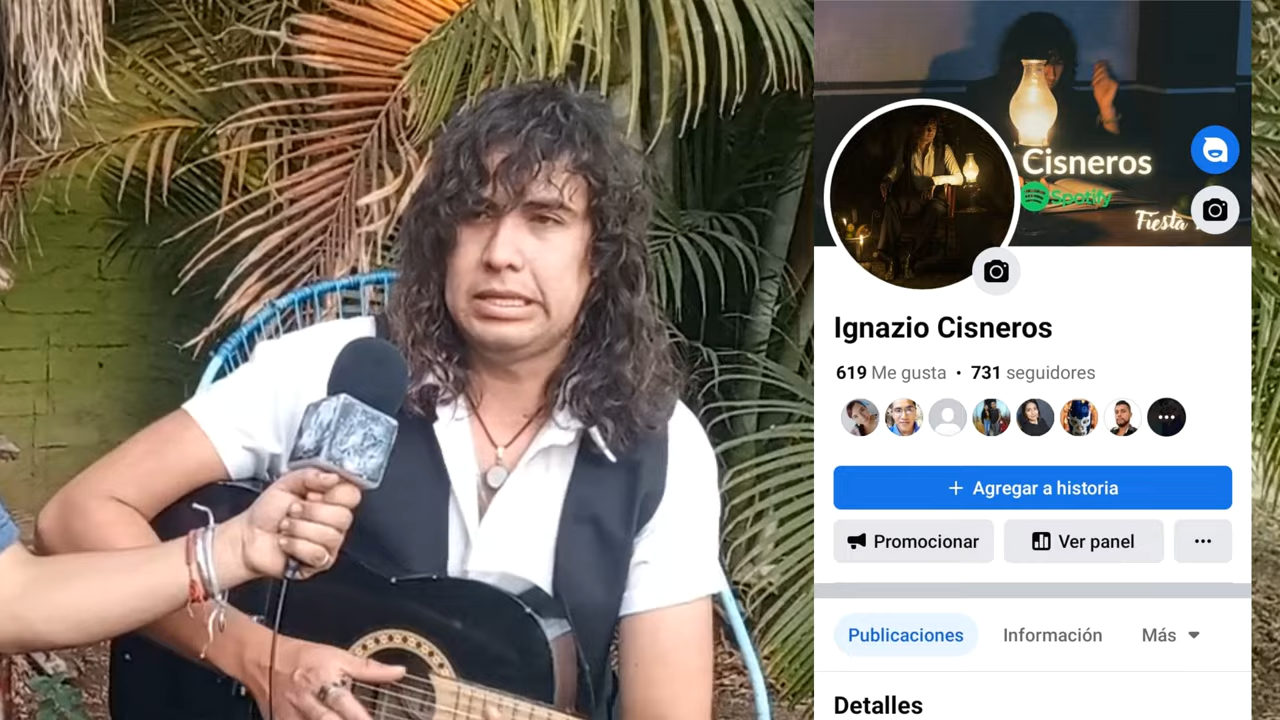 Cisneros
Spotify
Fiesta
Ignazio Cisneros
619 Me gusta • 731 seguidores
+ Agregar a historia
Promocionar
Ver panel
Publicaciones
Información
Más
Detalles